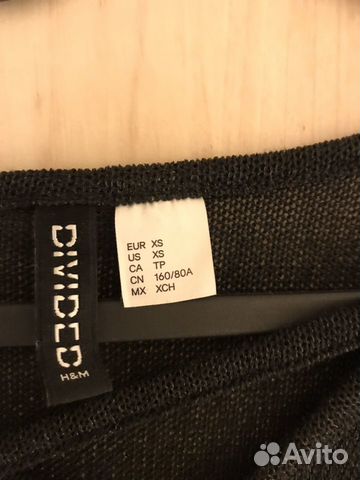 DIVIDED
H&M
EUR XS
US XS
CA TP
CN 160/80A
MX XCH
Avito